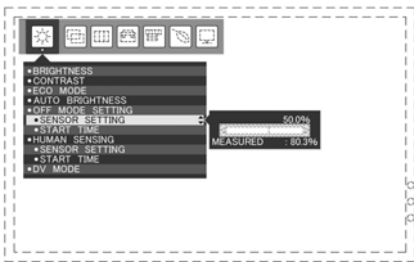 •BRIGHTNESS
•CONTRAST
•ECO MODE
•AUTO BRIGHTNESS
•OFF MODE SETTING
•SENSOR SETTING
50.0%
•START TIME
MEASURED : 80.3%
•HUMAN SENSING
•SENSOR SETTING
•START TIME
•DV MODE